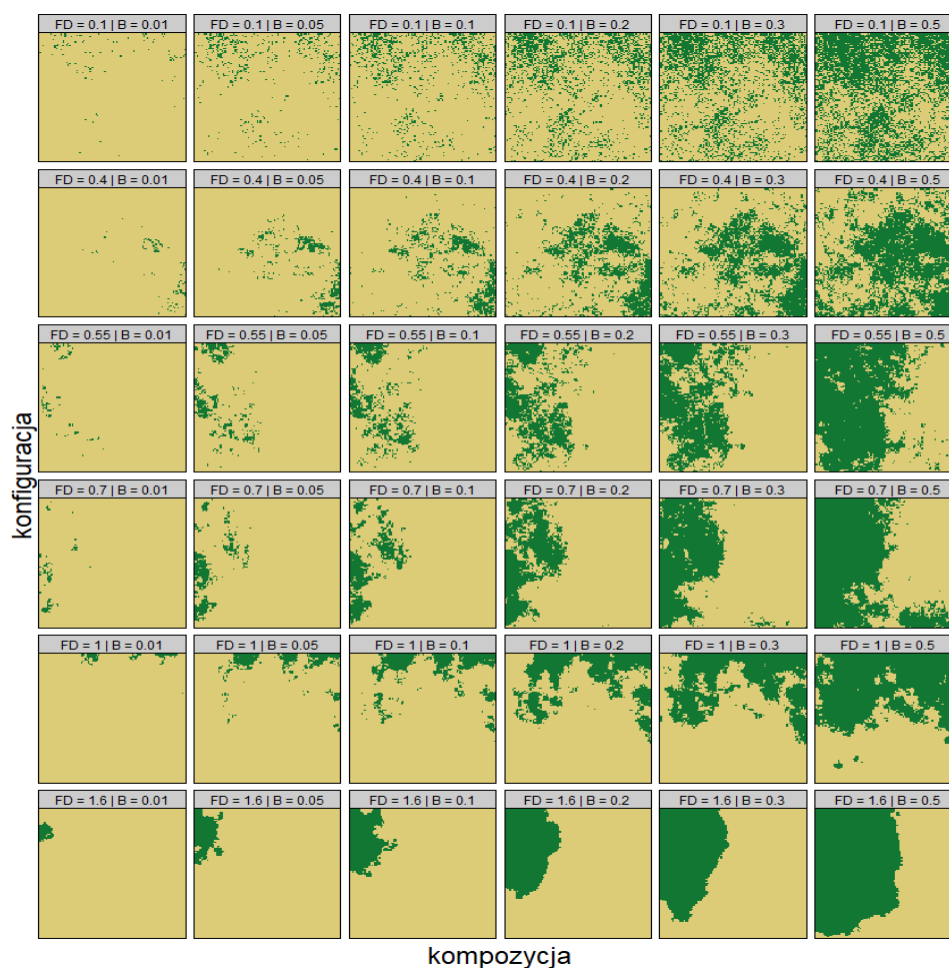 FD = 0.1 | B = 0.01 FD = 0.1 | B = 0.05 FD = 0.1 | B = 0.1 FD = 0.1 | B = 0.2 FD = 0.1 | B = 0.3 FD = 0.1 | B = 0.5
FD = 0.4 | B = 0.01 FD = 0.4 | B = 0.05 FD = 0.4 | B = 0.1 FD = 0.4 | B = 0.2 FD = 0.4 | B = 0.3 FD = 0.4 | B = 0.5
FD = 0.55 | B = 0.01 FD = 0.55 | B = 0.05 FD = 0.55 | B = 0.1 FD = 0.55 | B = 0.2 FD = 0.55 | B = 0.3 FD = 0.55 | B = 0.5
konfiguracja
FD = 0.7 | B = 0.01 FD = 0.7 | B = 0.05 FD = 0.7 | B = 0.1 FD = 0.7 | B = 0.2 FD = 0.7 | B = 0.3 FD = 0.7 | B = 0.5
FD = 1 | B = 0.01 FD = 1 | B = 0.05 FD = 1 | B = 0.1 FD = 1 | B = 0.2 FD = 1 | B = 0.3 FD = 1 | B = 0.5
FD = 1.6 | B = 0.01 FD = 1.6 | B = 0.05 FD = 1.6 | B = 0.1 FD = 1.6 | B = 0.2 FD = 1.6 | B = 0.3 FD = 1.6 | B = 0.5
kompozycja